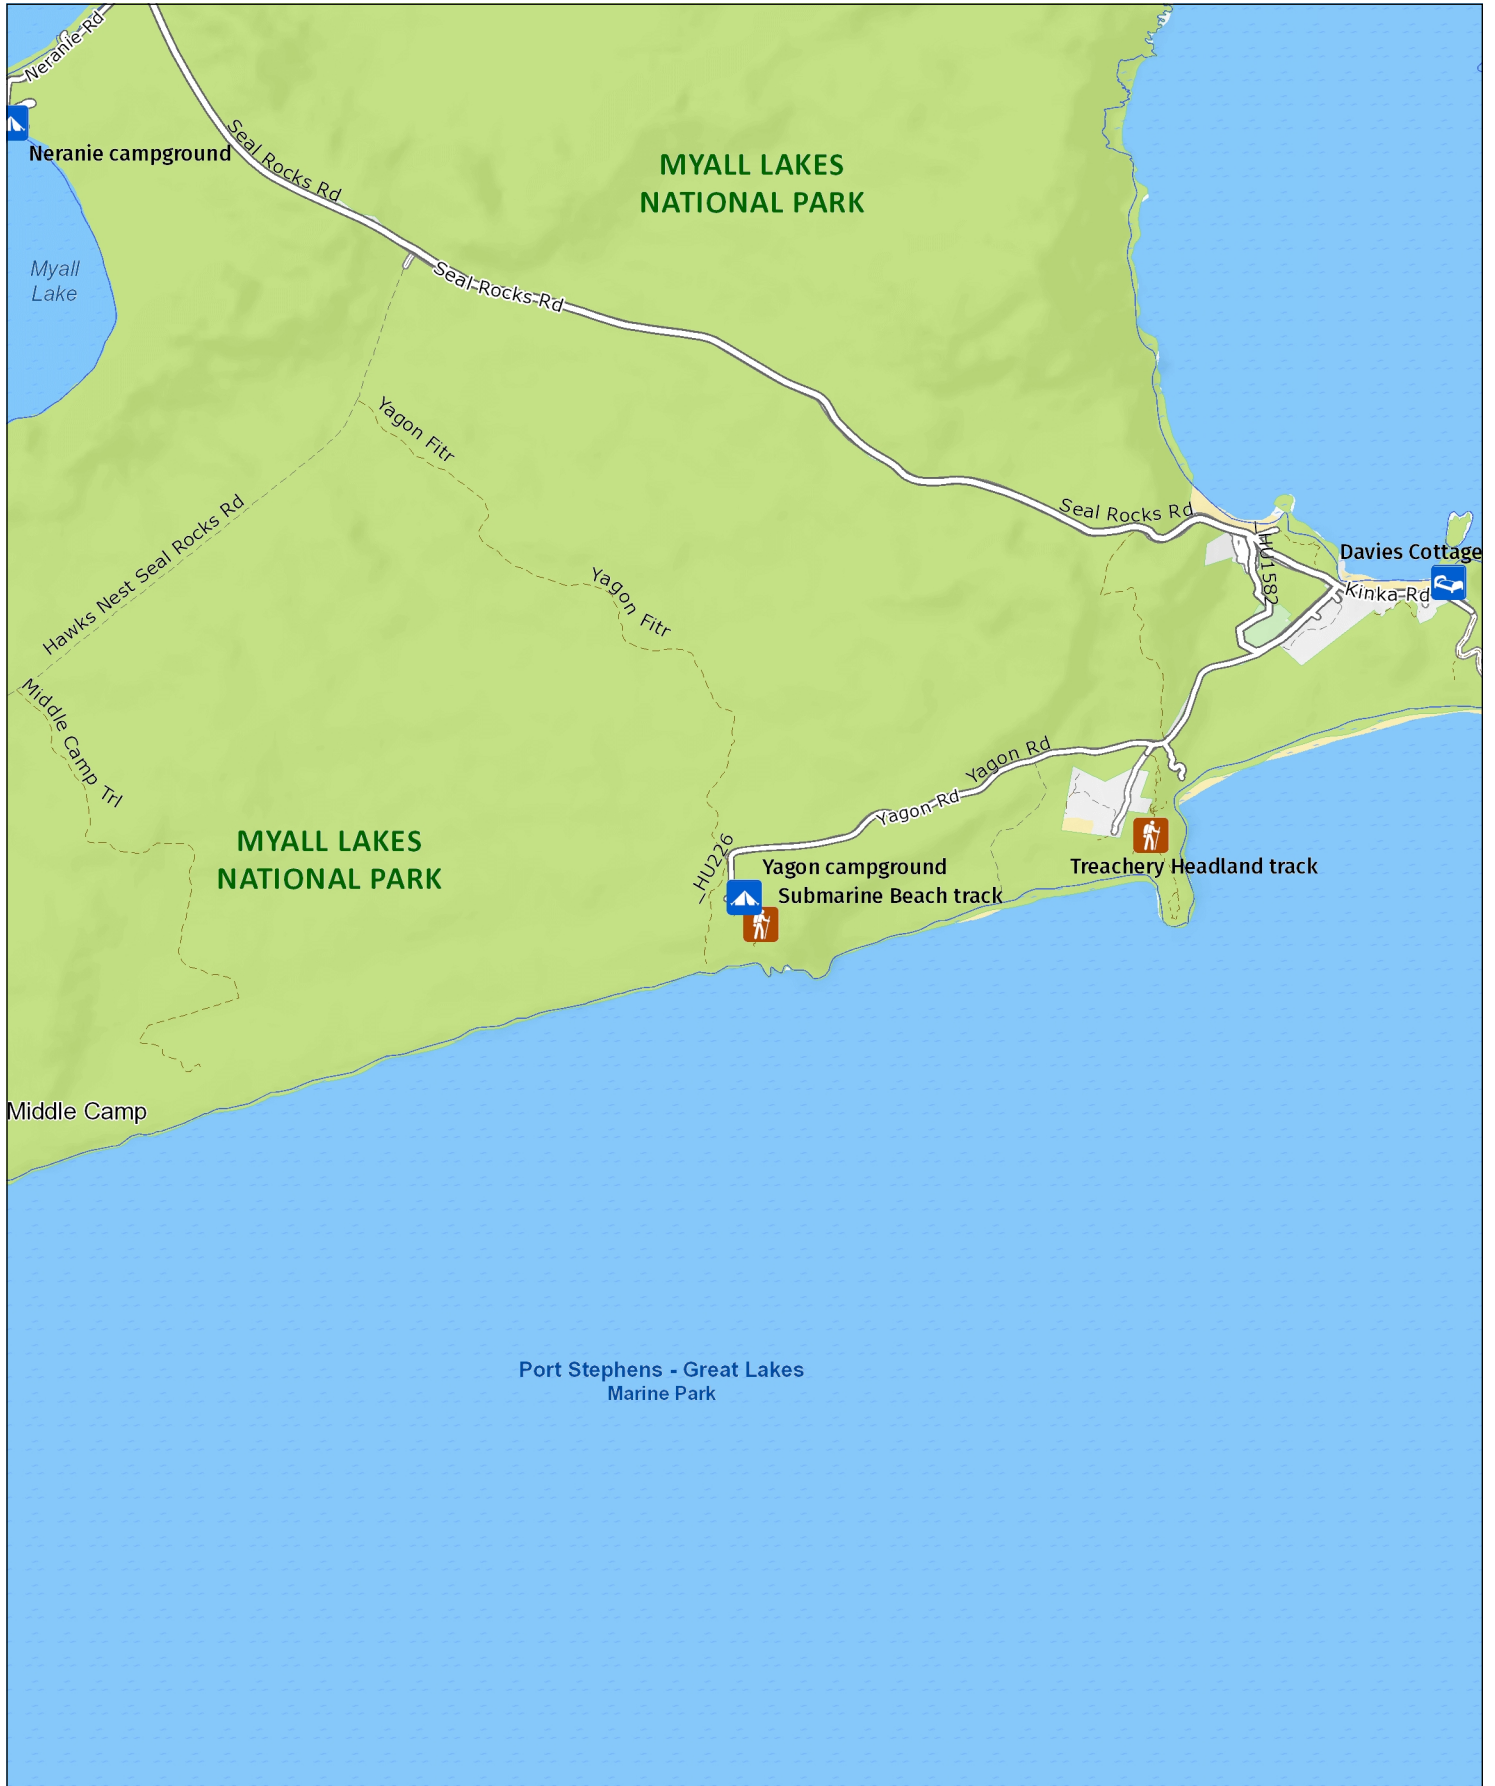 Neranie Rd
Neranie campground
Seal Rocks Rd
MYALL LAKES
NATIONAL PARK
Myall
Lake
Seal Rocks Rd
Yagon Fitr
Hawks Nest Seal Rocks Rd
Seal Rocks Rd
HU1582
Davies Cottage
Kinka Rd
Yagon Fitr
Middle Camp Trl
Yagon Rd
Yagon Rd
MYALL LAKES
NATIONAL PARK
HU226
Yagon campground
Submarine Beach track
Treachery Headland track
Middle Camp
Port Stephens - Great Lakes
Marine Park